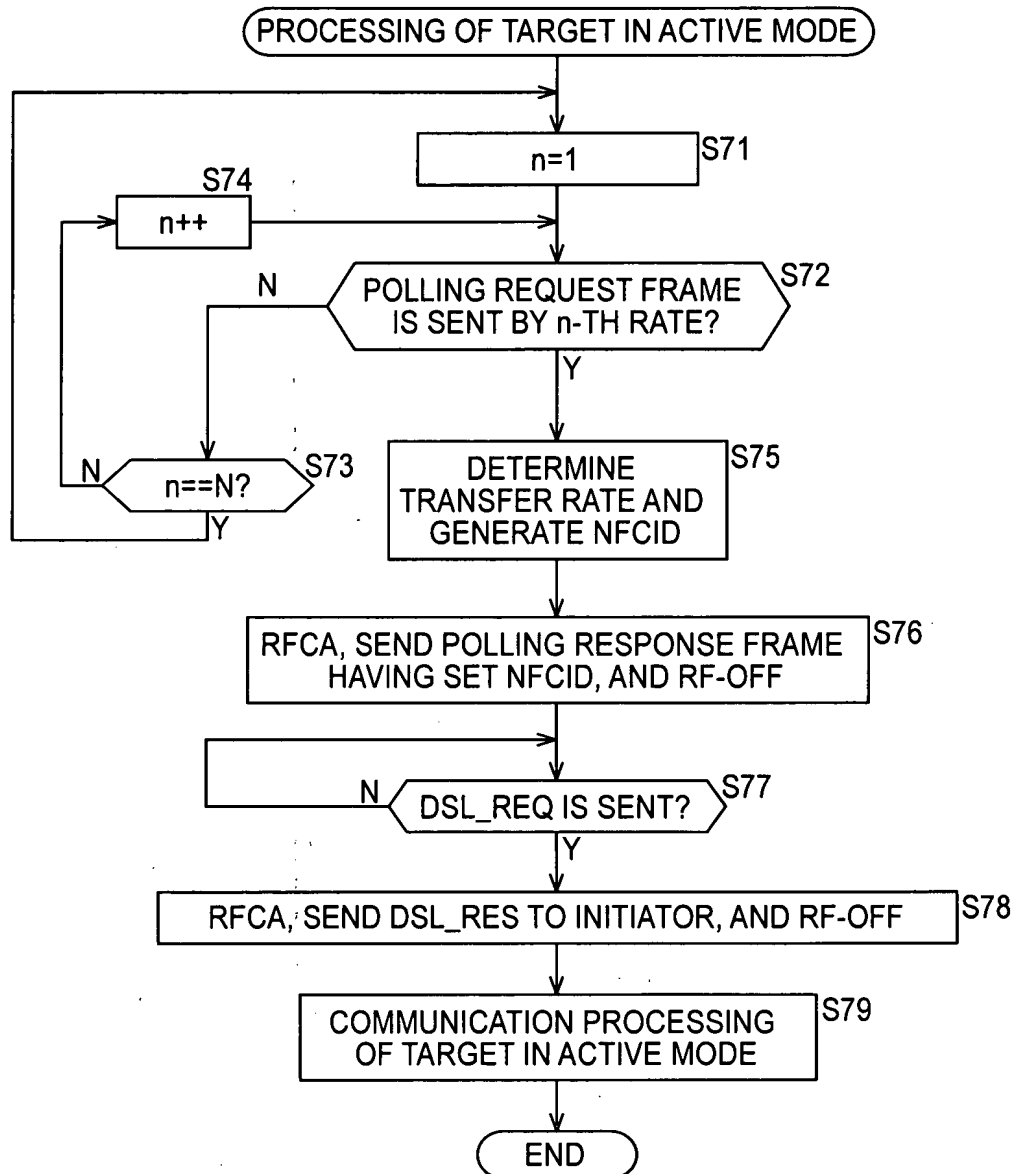 PROCESSING OF TARGET IN ACTIVE MODE
n=1
S71
S74
n++
N
POLLING REQUEST FRAME
IS SENT BY n-TH RATE?
S72
Y
N
n==N?
S73
Y
DETERMINE
TRANSFER RATE AND
GENERATE NFCID
S75
RFCA, SEND POLLING RESPONSE FRAME
HAVING SET NFCID, AND RF-OFF
S76
N
DSL_REQ IS SENT?
S77
Y
RFCA, SEND DSL_RES TO INITIATOR, AND RF-OFF
S78
COMMUNICATION PROCESSING
OF TARGET IN ACTIVE MODE
S79
END